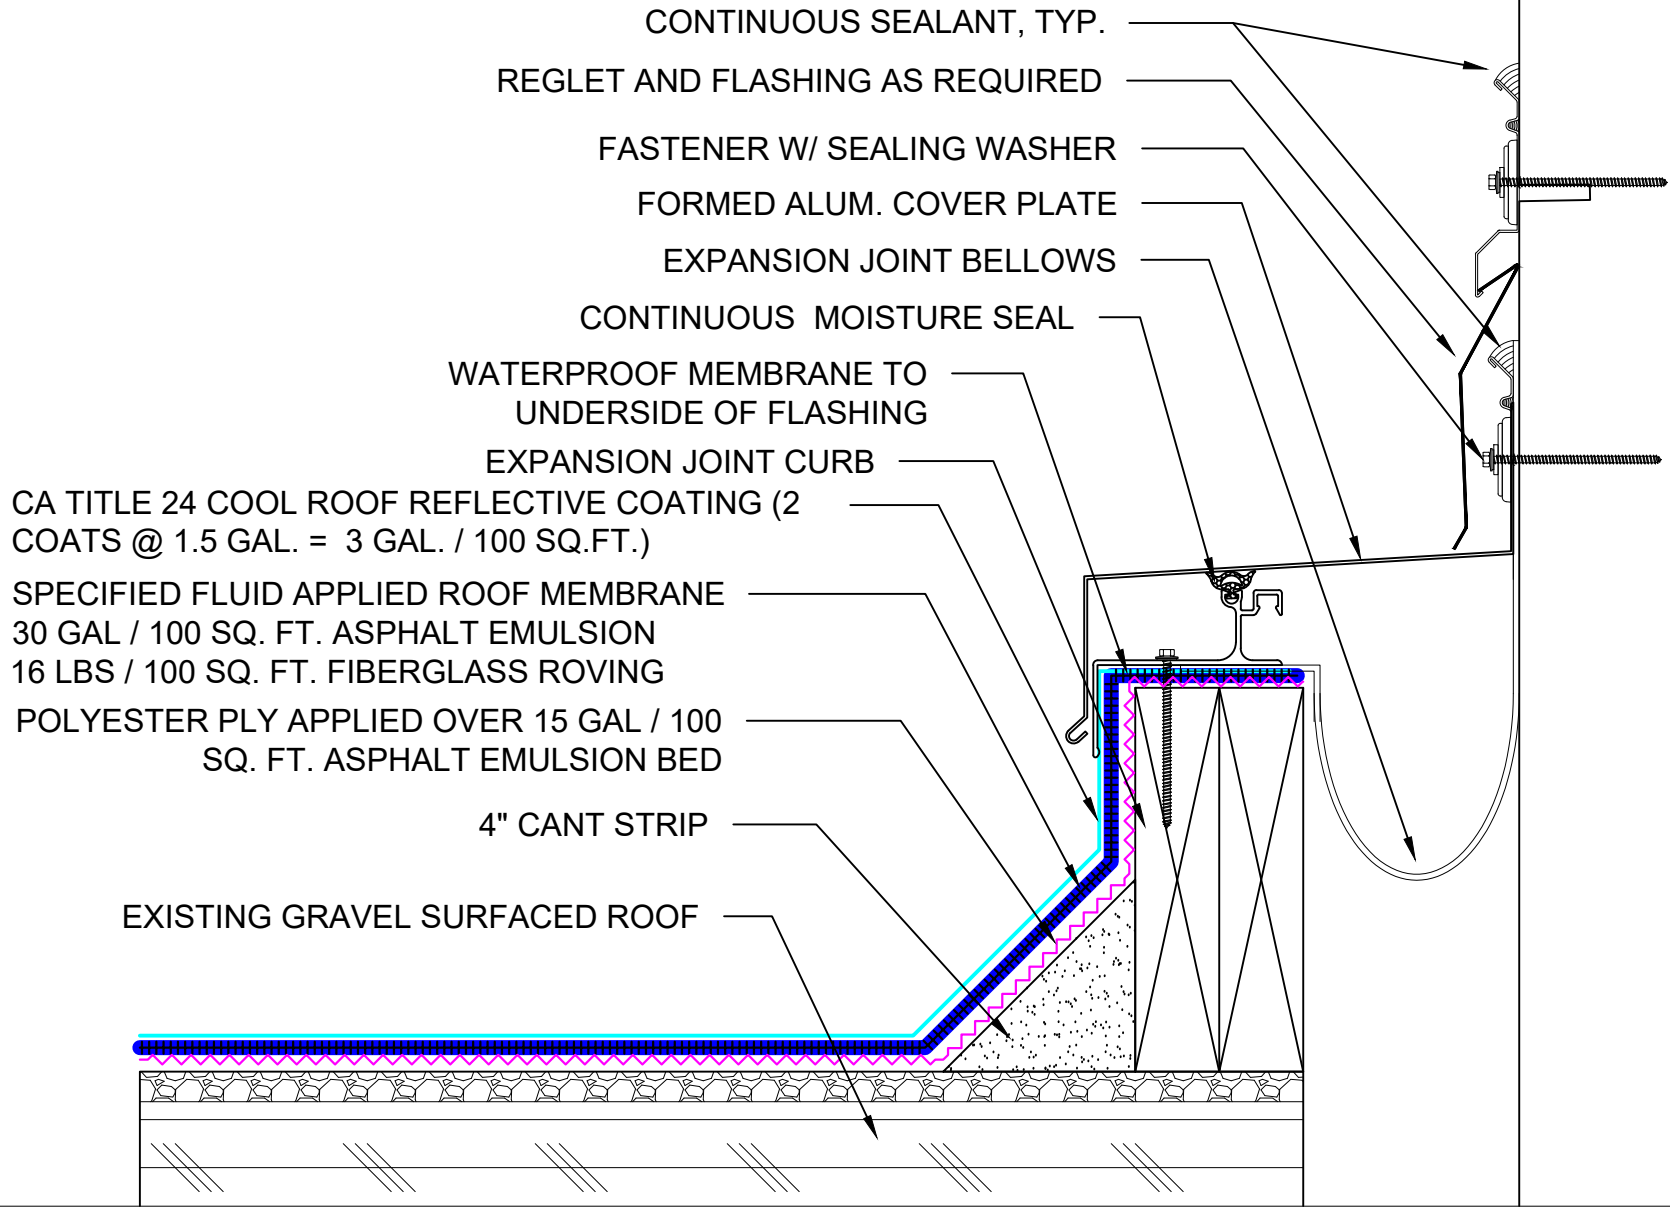 CONTINUOUS SEALANT, TYP.
REGLET AND FLASHING AS REQUIRED
FASTENER W/ SEALING WASHER
FORMED ALUM. COVER PLATE
EXPANSION JOINT BELLOWS
CONTINUOUS  MOISTURE SEAL
WATERPROOF MEMBRANE TO
UNDERSIDE OF FLASHING
EXPANSION JOINT CURB
CA TITLE 24 COOL ROOF REFLECTIVE COATING (2
COATS @ 1.5 GAL. =  3 GAL. / 100 SQ.FT.)
SPECIFIED FLUID APPLIED ROOF MEMBRANE
30 GAL / 100 SQ. FT. ASPHALT EMULSION
16 LBS / 100 SQ. FT. FIBERGLASS ROVING
POLYESTER PLY APPLIED OVER 15 GAL / 100
SQ. FT. ASPHALT EMULSION BED
4" CANT STRIP
EXISTING GRAVEL SURFACED ROOF